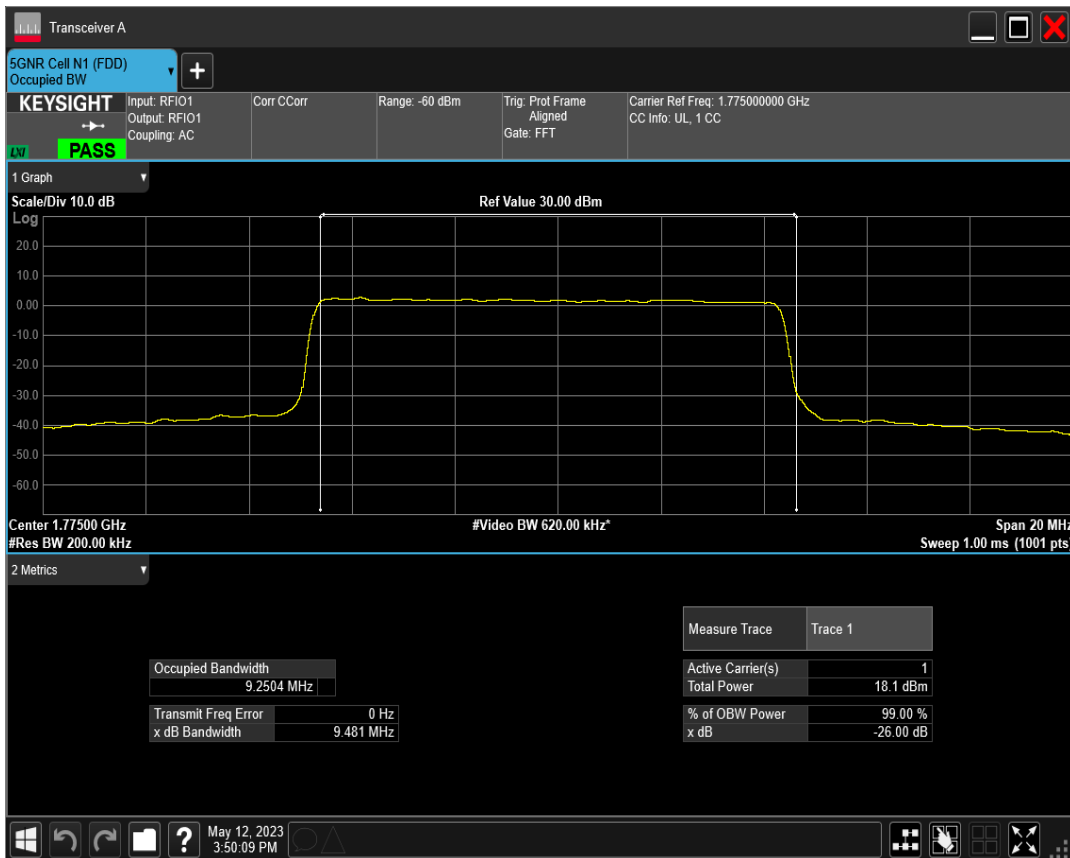 Transceiver A
5GNR Cell N1 (FDD)
Occupied BW
KEYSIGHT
LXI
PASS
Input: RFIO1
Output: RFIO1
Coupling: AC
Corr CCorr
Range: -60 dBm
Trig: Prot Frame
Aligned
Gate: FFT
Carrier Ref Freq: 1.775000000 GHz
CC Info: UL, 1 CC
1 Graph
Scale/Div 10.0 dB
Ref Value 30.00 dBm
Log
20.0
10.0
0.00
-10.0
-20.0
-30.0
-40.0
-50.0
-60.0
Center 1.77500 GHz
#Video BW 620.00 kHz*
Span 20 MHz
#Res BW 200.00 kHz
Sweep 1.00 ms (1001 pts)
2 Metrics
Measure Trace Trace 1
Occupied Bandwidth
9.2504 MHz
Active Carrier(s) 1
Total Power 18.1 dBm
Transmit Freq Error 0 Hz
x dB Bandwidth 9.481 MHz
% of OBW Power 99.00 %
x dB -26.00 dB
?
May 12, 2023
3:50:09 PM